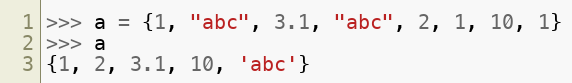 1 >>> a = {1, "abc", 3.1, "abc", 2, 1, 10, 1}
2 >>> a
3 {1, 2, 3.1, 10, 'abc'}